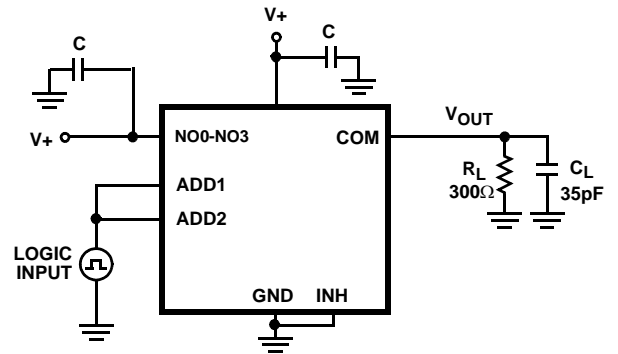 V+
C
C
V+
NO0-NO3
COM
VOUT
ADD1
ADD2
RL
300Ω
CL
35pF
LOGIC
INPUT
GND
INH